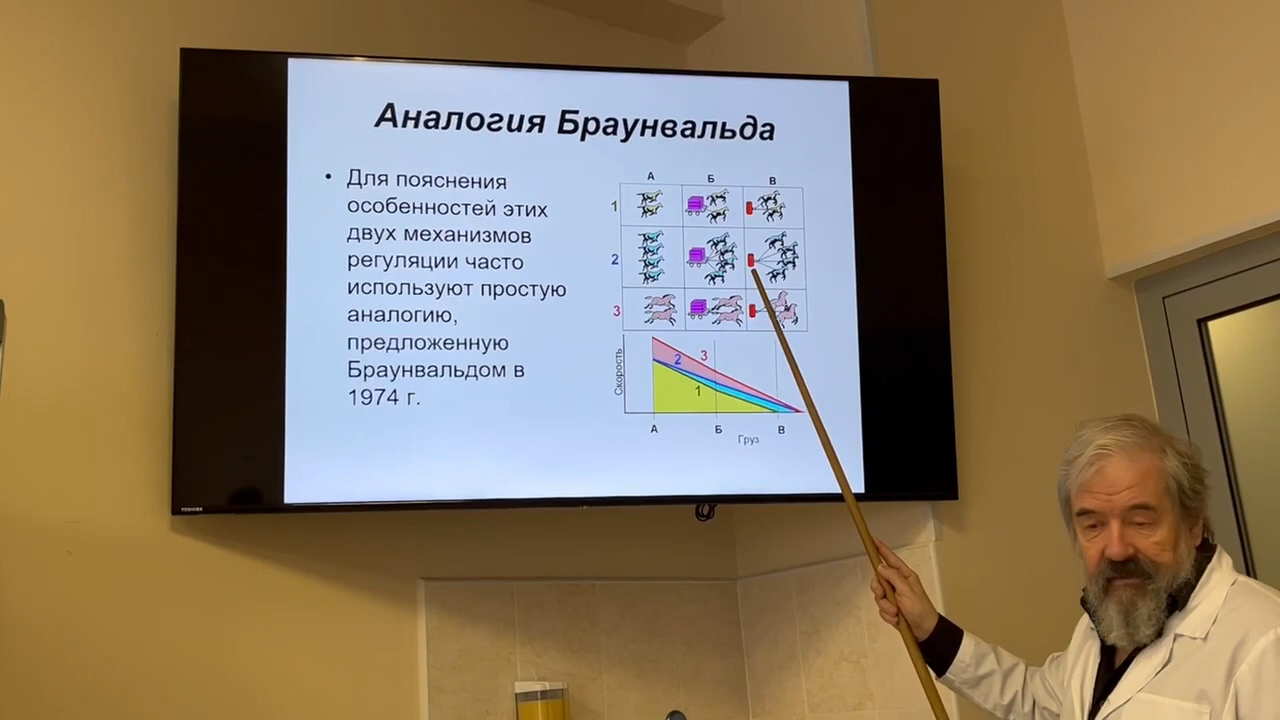 Аналогия Браунвальда
• Для пояснения
особенностей этих
двух механизмов
регуляции часто
используют простую
аналогию,
предложенную
Браунвальдом в
1974 г.
А Б В
1
2
3
Скорость
2 3
1
А Б В
Груз
TOSHIBA